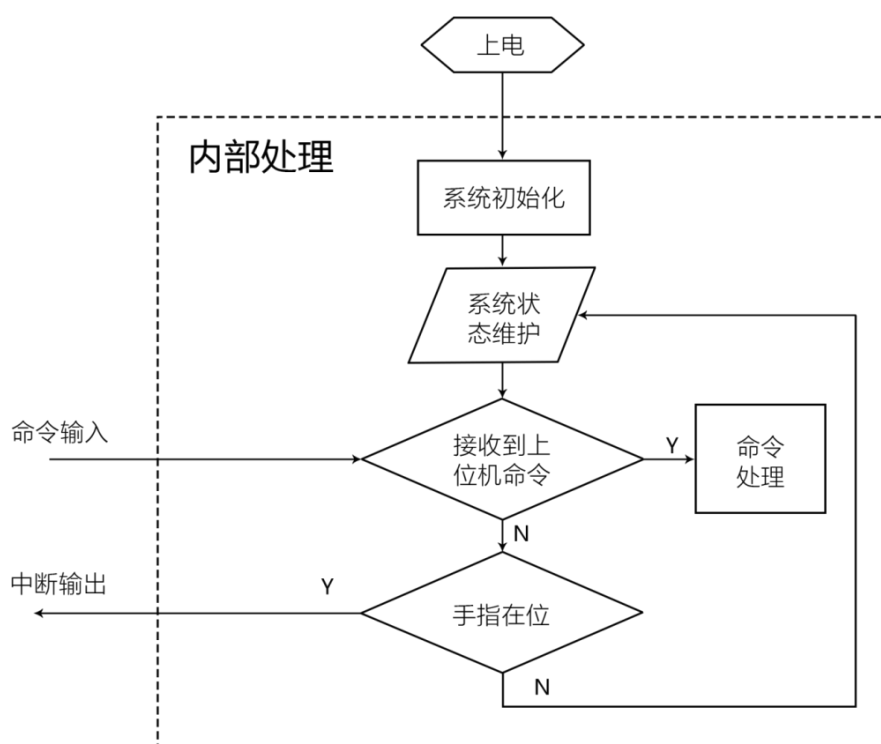 上电
内部处理
系统初始化
系统状
态维护
命令输入
接收到上
位机命令
Y
命令
处理
N
中断输出
Y
手指在位
N